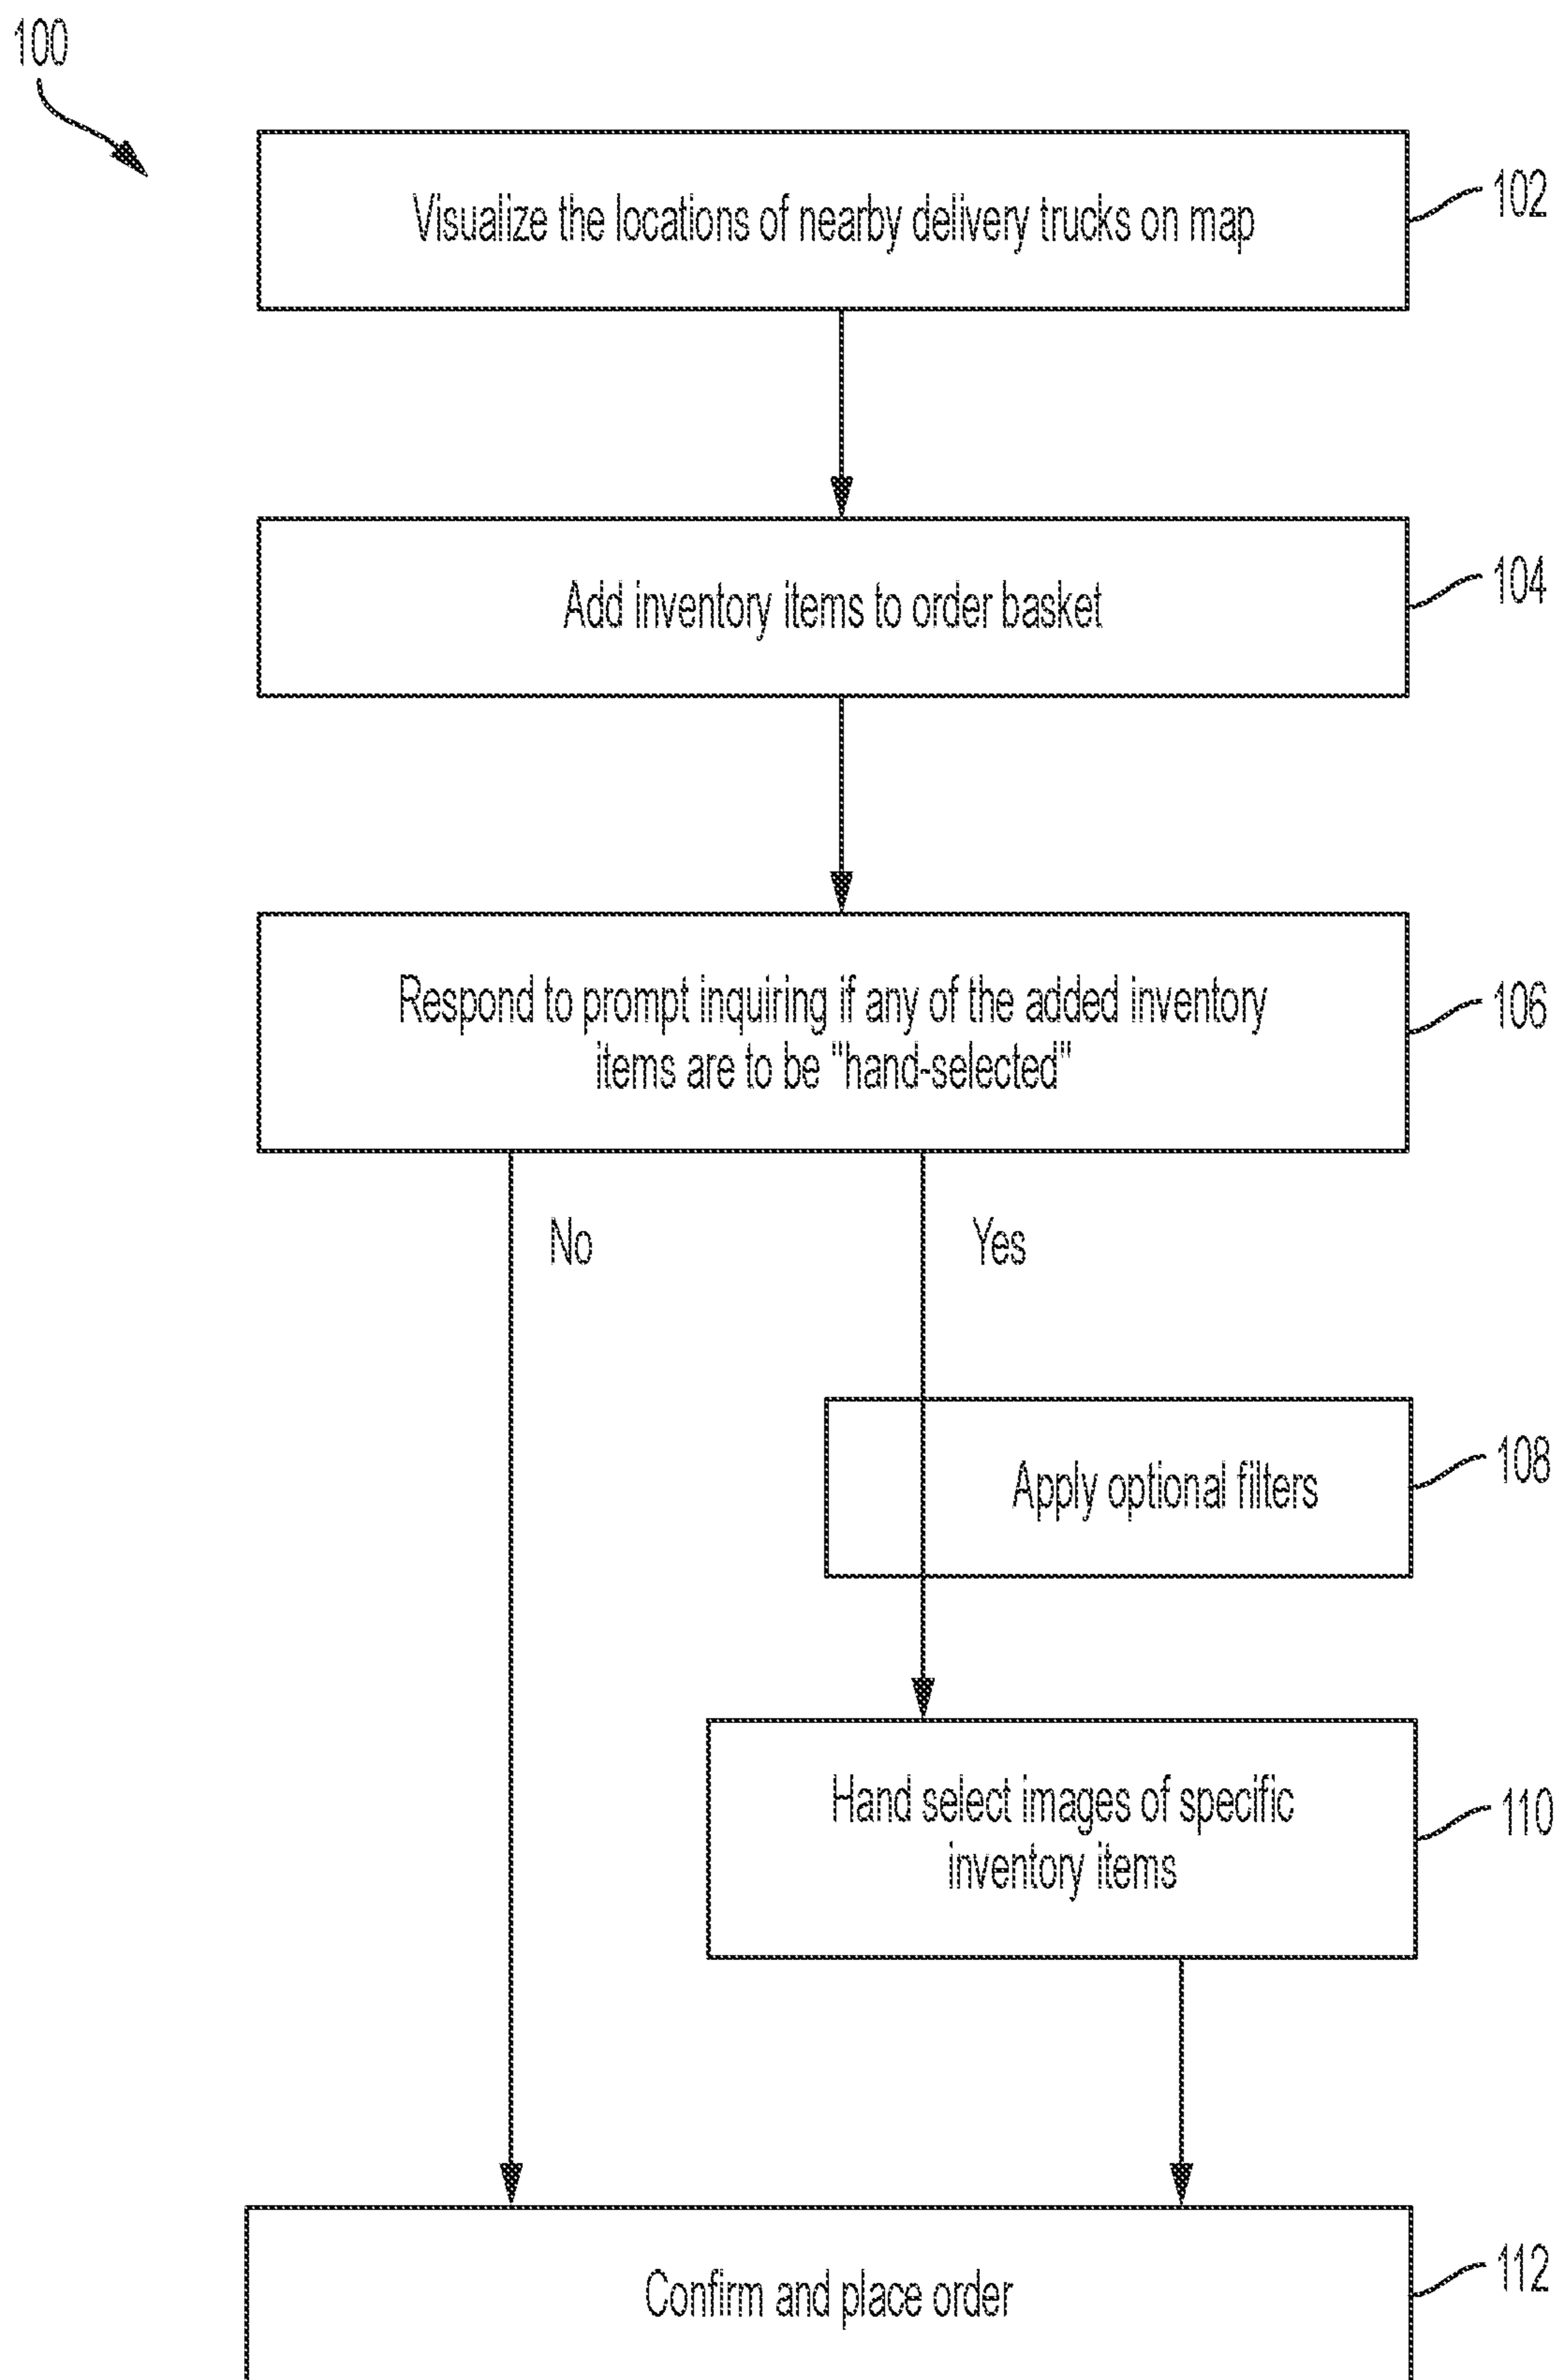 100
Visualize the locations of nearby delivery trucks on map
102
Add inventory items to order basket
104
Respond to prompt inquiring if any of the added inventory
items are to be "hand-selected"
106
No
Yes
Apply optional filters
108
Hand select images of specific
inventory items
110
Confirm and place order
112